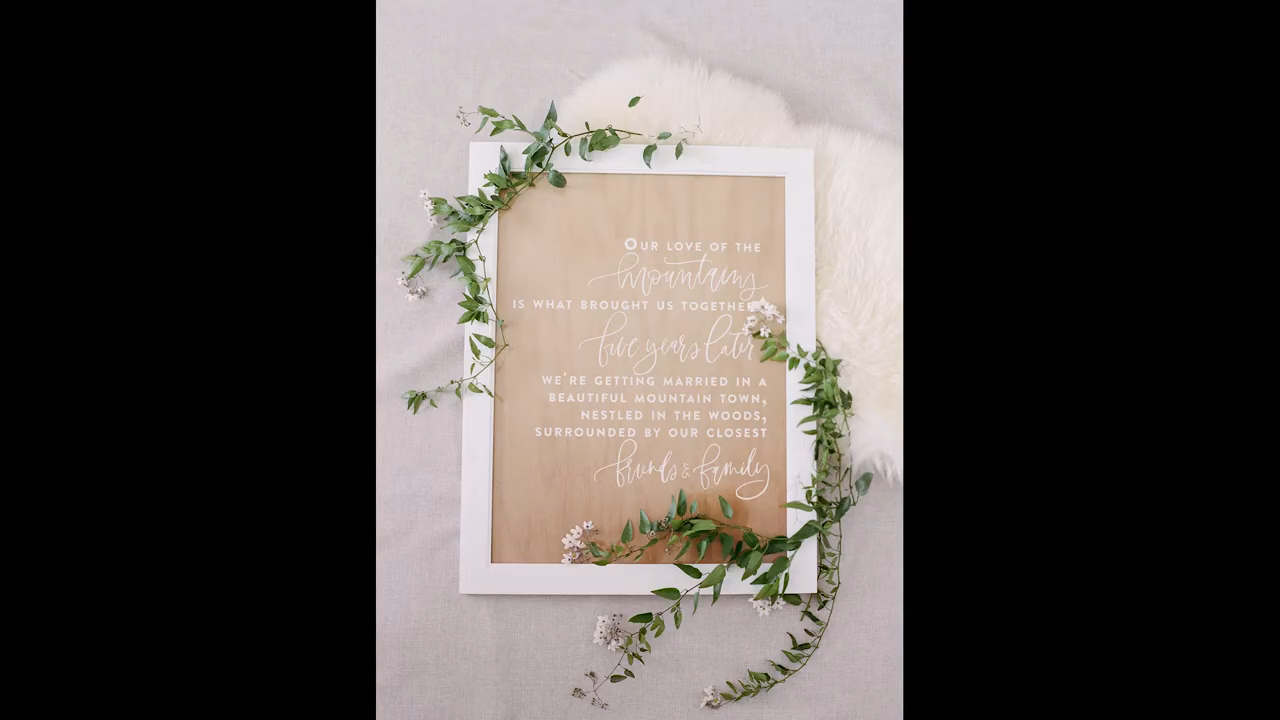 OUR LOVE OF THE
mountains
IS WHAT BROUGHT US TOGETHER
five years later
WE'RE GETTING MARRIED IN A
BEAUTIFUL MOUNTAIN TOWN,
NESTLED IN THE WOODS,
SURROUNDED BY OUR CLOSEST
friends & family